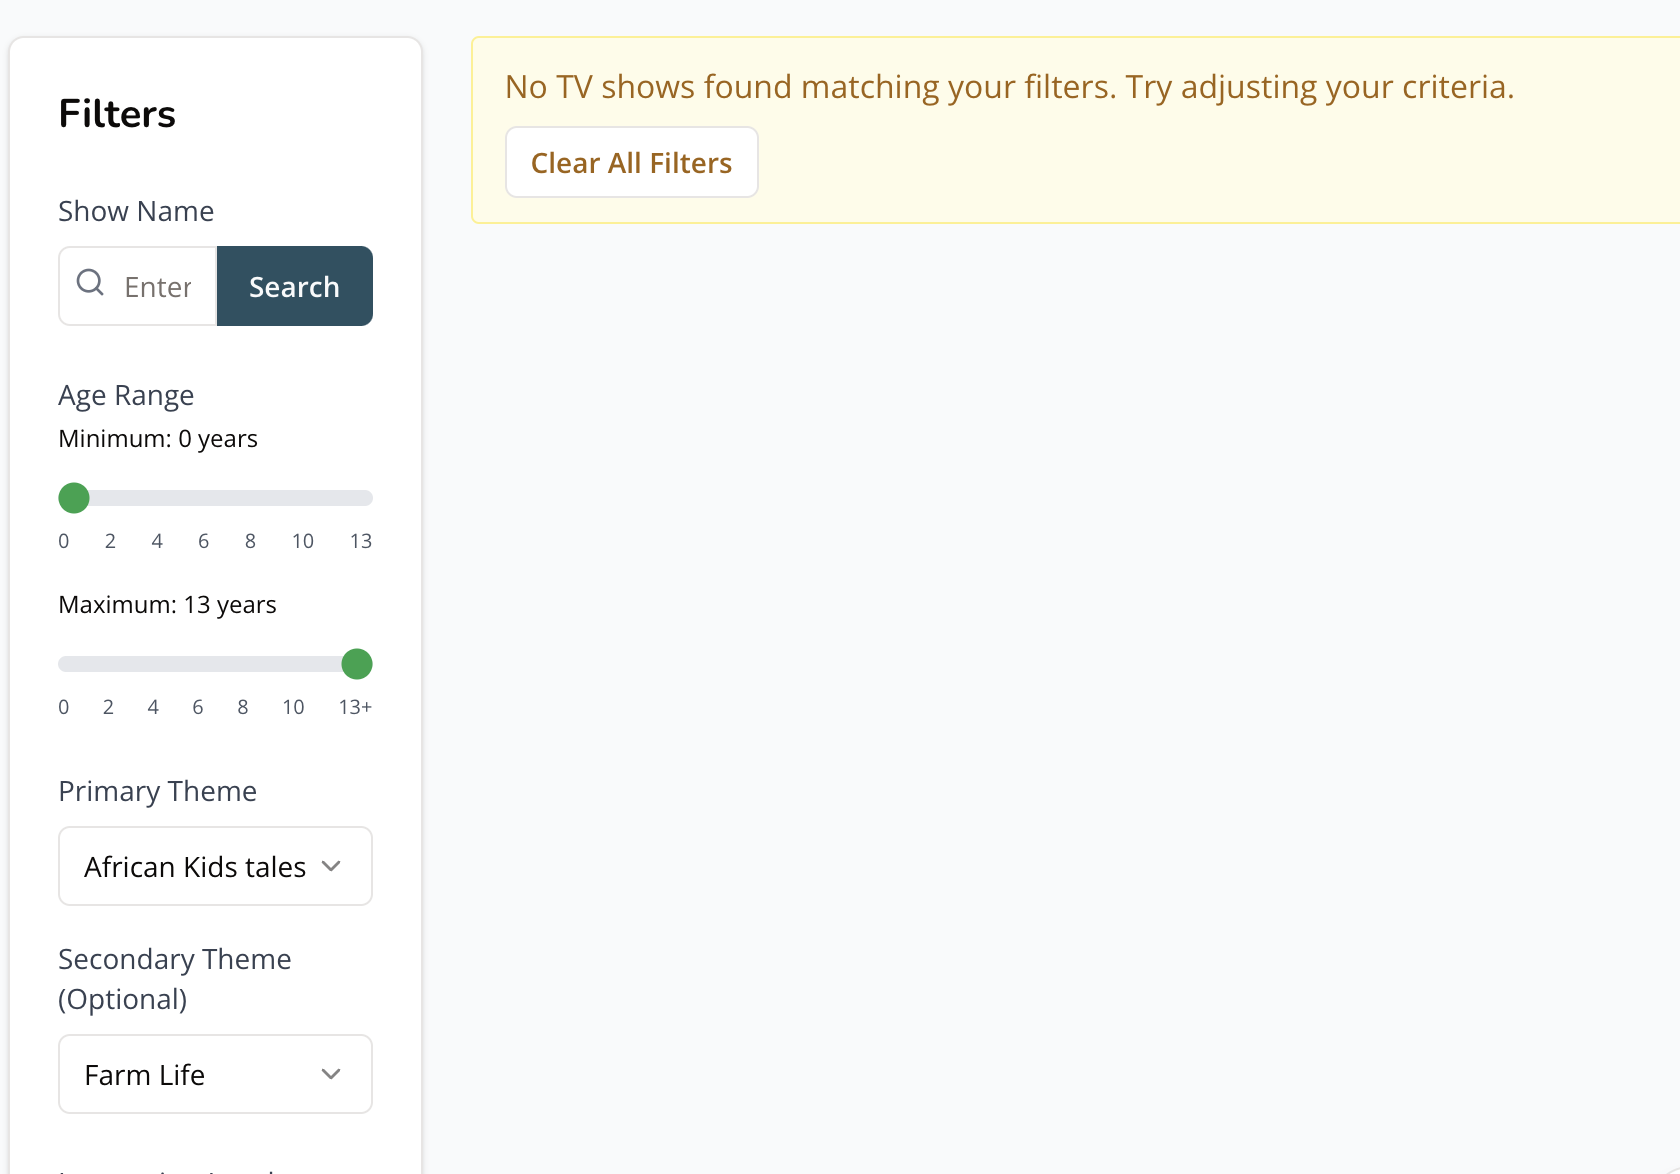 Filters
Show Name
Enter
Search
Age Range
Minimum: 0 years
0 2 4 6 8 10 13
Maximum: 13 years
0 2 4 6 8 10 13+
Primary Theme
African Kids tales
Secondary Theme
(Optional)
Farm Life
No TV shows found matching your filters. Try adjusting your criteria.
Clear All Filters